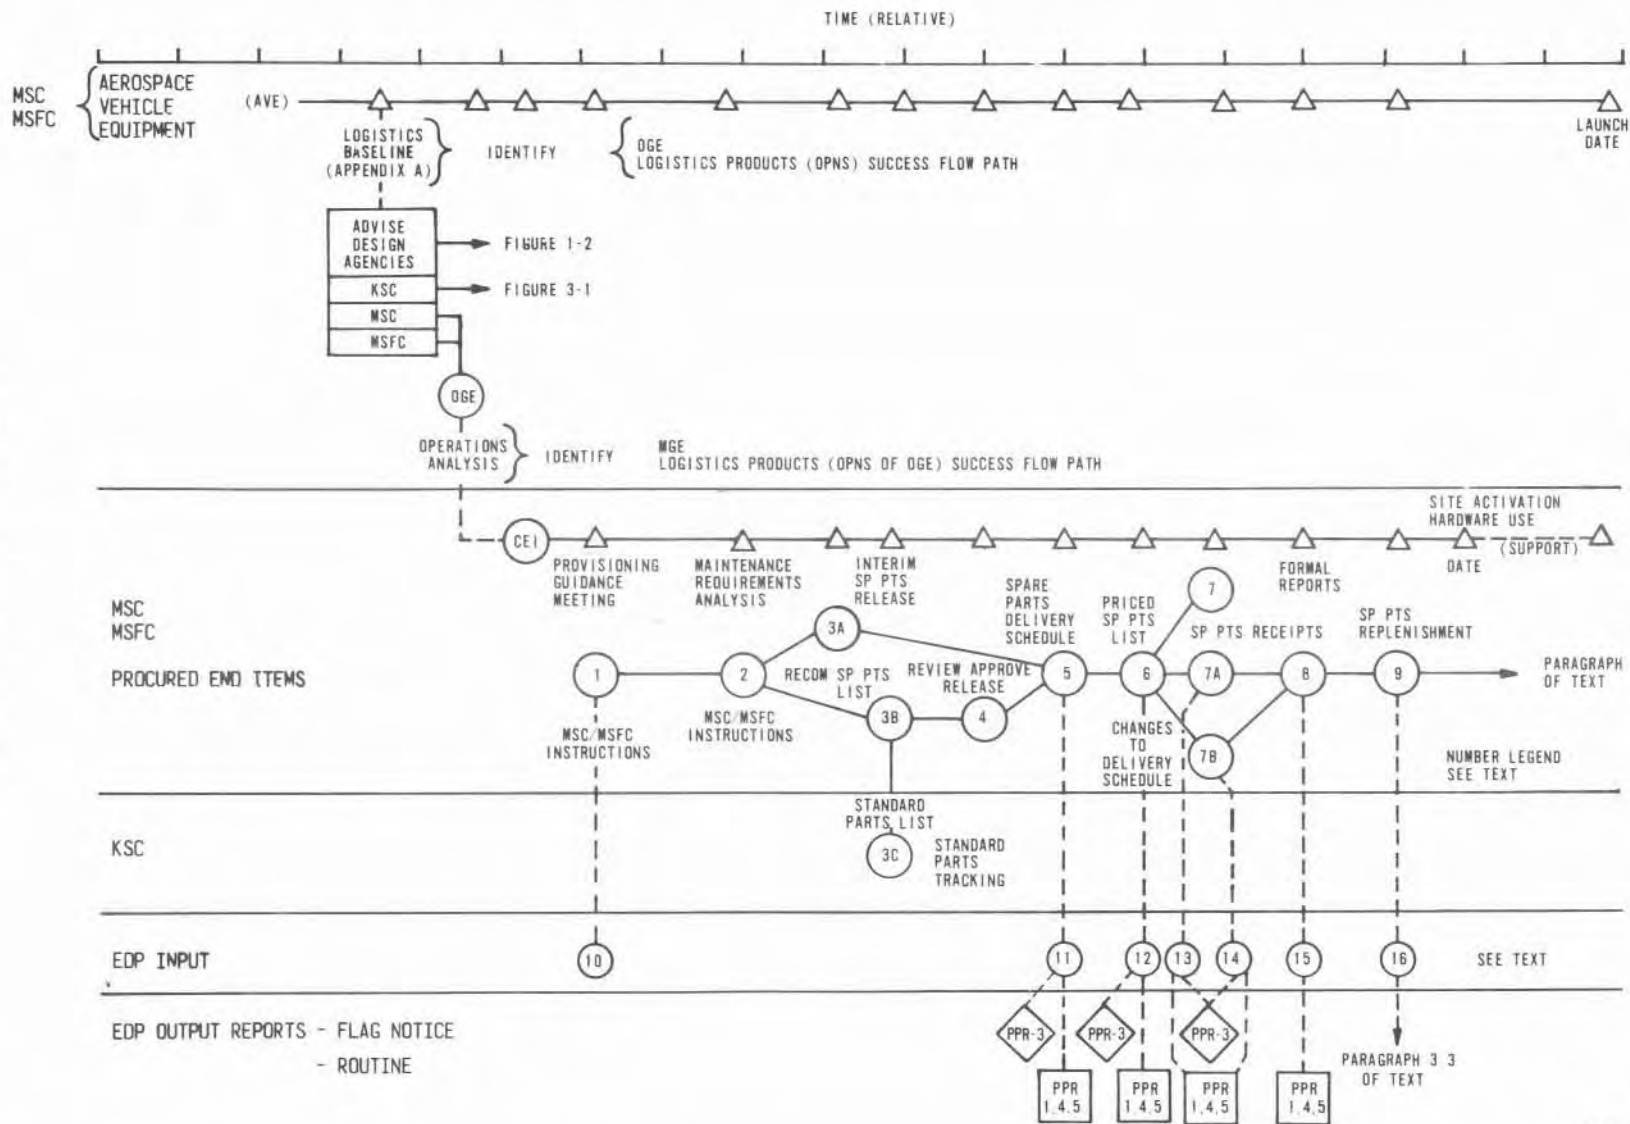 TIME (RELATIVE)
MSC
MSFC
AEROSPACE
VEHICLE
EQUIPMENT
(AVE)
LAUNCH
DATE
LOGISTICS
BASELINE
(APPENDIX A)
IDENTIFY
OGE
LOGISTICS PRODUCTS (OPNS) SUCCESS FLOW PATH
ADVISE
DESIGN
AGENCIES
FIGURE 1-2
KSC
FIGURE 3-1
MSC
MSFC
OGE
OPERATIONS
ANALYSIS
IDENTIFY
MGE
LOGISTICS PRODUCTS (OPNS OF OGE) SUCCESS FLOW PATH
SITE ACTIVATION
HARDWARE USE
CEI
(SUPPORT)
DATE
PROVISIONING
GUIDANCE
MEETING
MAINTENANCE
REQUIREMENTS
ANALYSIS
INTERIM
SP PTS
RELEASE
SPARE
PARTS
DELIVERY
SCHEDULE
PRICED
SP PTS
LIST
FORMAL
REPORTS
SP PTS RECEIPTS
SP PTS
REPLENISHMENT
MSC
MSFC
PROCURED END ITEMS
1
2
3A
RECOM SP PTS
LIST
3B
REVIEW APPROVE
RELEASE
4
5
6
7
7A
7B
8
9
PARAGRAPH
OF TEXT
MSC/MSFC
INSTRUCTIONS
MSC/MSFC
INSTRUCTIONS
CHANGES
TO
DELIVERY
SCHEDULE
NUMBER LEGEND
SEE TEXT
KSC
STANDARD
PARTS LIST
3C
STANDARD
PARTS
TRACKING
EDP INPUT
10
11
12
13
14
15
16
SEE TEXT
EDP OUTPUT REPORTS - FLAG NOTICE
- ROUTINE
PPR-3
PPR-3
PPR-3
PARAGRAPH 3 3
OF TEXT
PPR
1,4,5
PPR
1,4,5
PPR
1,4,5
PPR
1,4,5